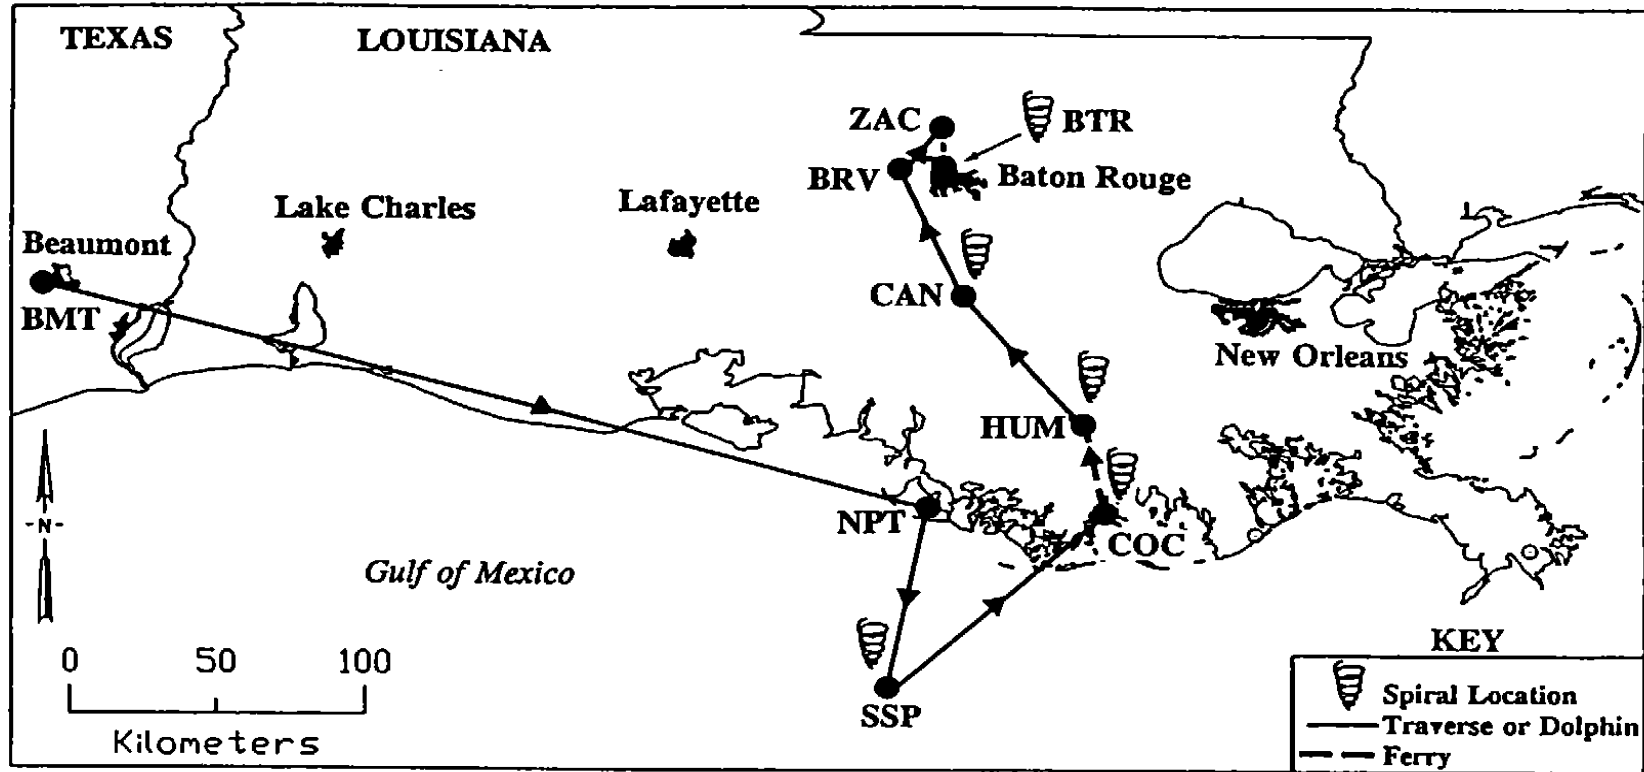 TEXAS
LOUISIANA
ZAC
BTR
BRV
Baton Rouge
Lake Charles
Lafayette
Beaumont
CAN
BMT
New Orleans
HUM
-N-
NPT
COC
Gulf of Mexico
KEY
0 50 100
SSP
Spiral Location
Traverse or Dolphin
Kilometers
Ferry